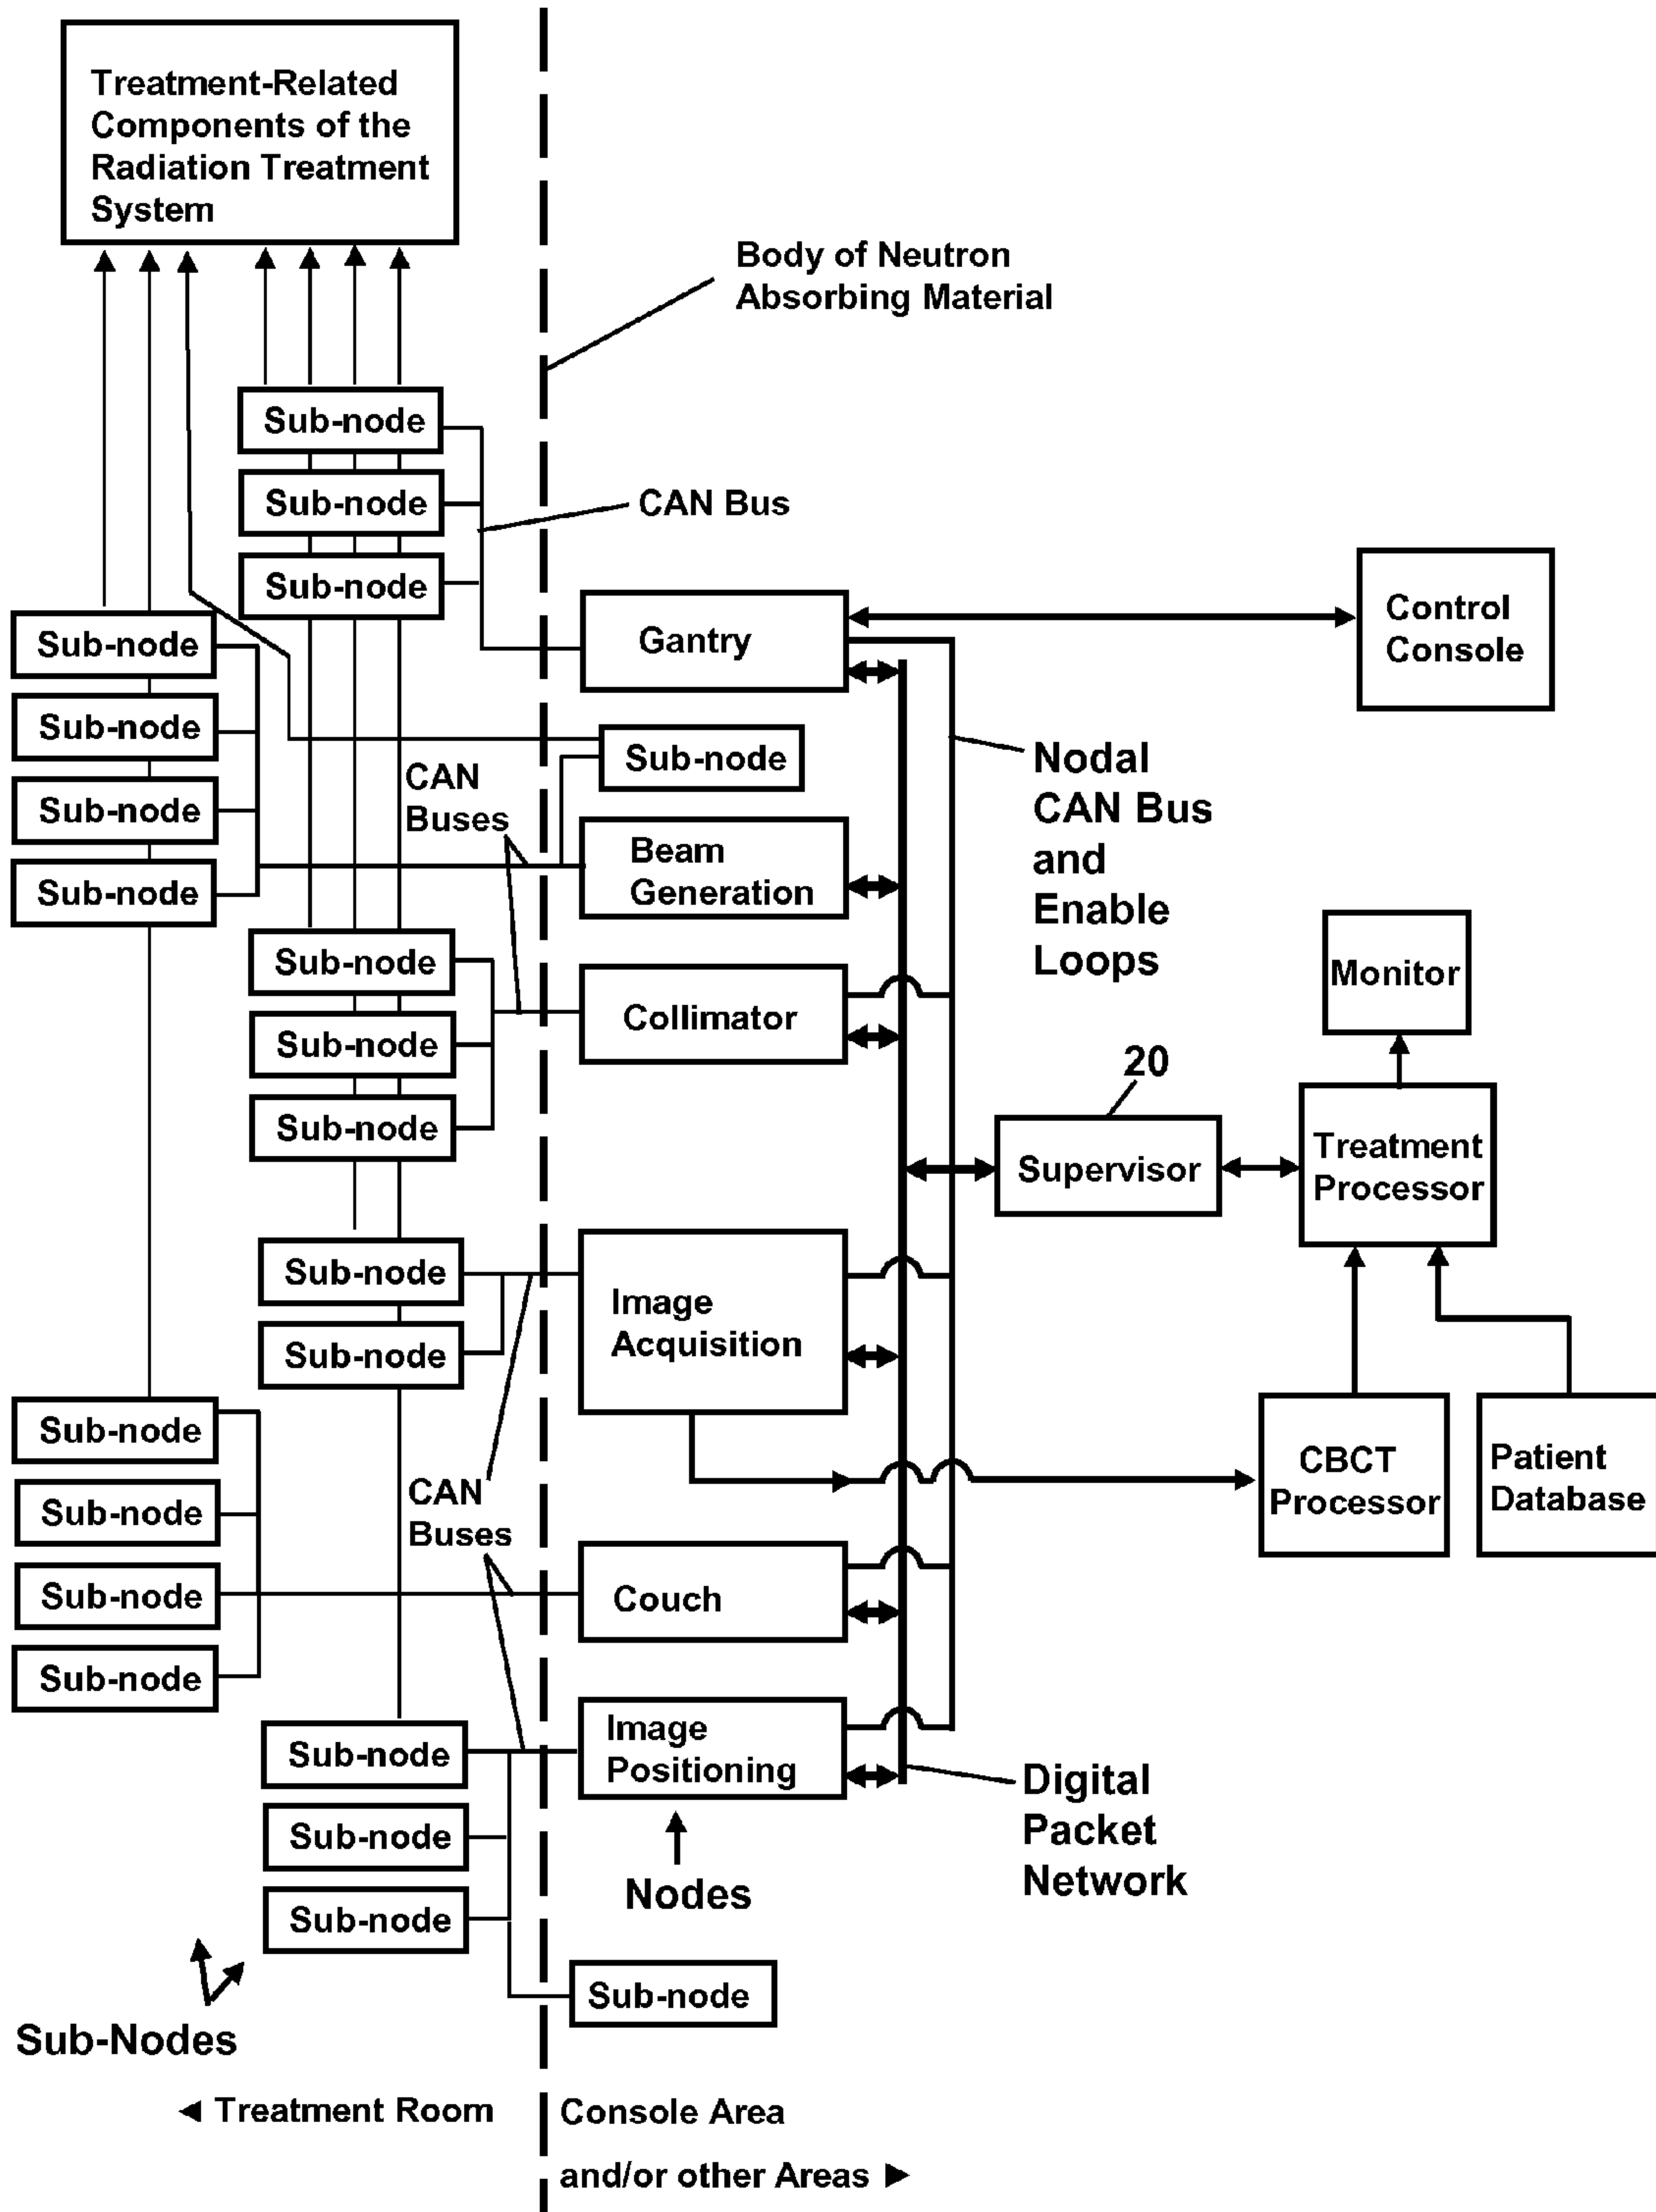 Treatment-Related
Components of the
Radiation Treatment
System
Body of Neutron
Absorbing Material
Sub-node
Sub-node
CAN Bus
Sub-node
Control
Console
Gantry
Sub-node
Sub-node
Sub-node
Sub-node
Sub-node
CAN
Buses
Nodal
CAN Bus
and
Enable
Loops
Beam
Generation
Sub-node
Collimator
Sub-node
Sub-node
Monitor
20
Supervisor
Treatment
Processor
Sub-node
Sub-node
Image
Acquisition
Sub-node
Sub-node
Sub-node
Sub-node
Sub-node
CAN
Buses
CBCT
Processor
Patient
Database
Couch
Sub-node
Image
Positioning
Sub-node
Sub-node
Digital
Packet
Network
Nodes
Sub-node
Sub-Nodes
◄ Treatment Room
Console Area
and/or other Areas ►